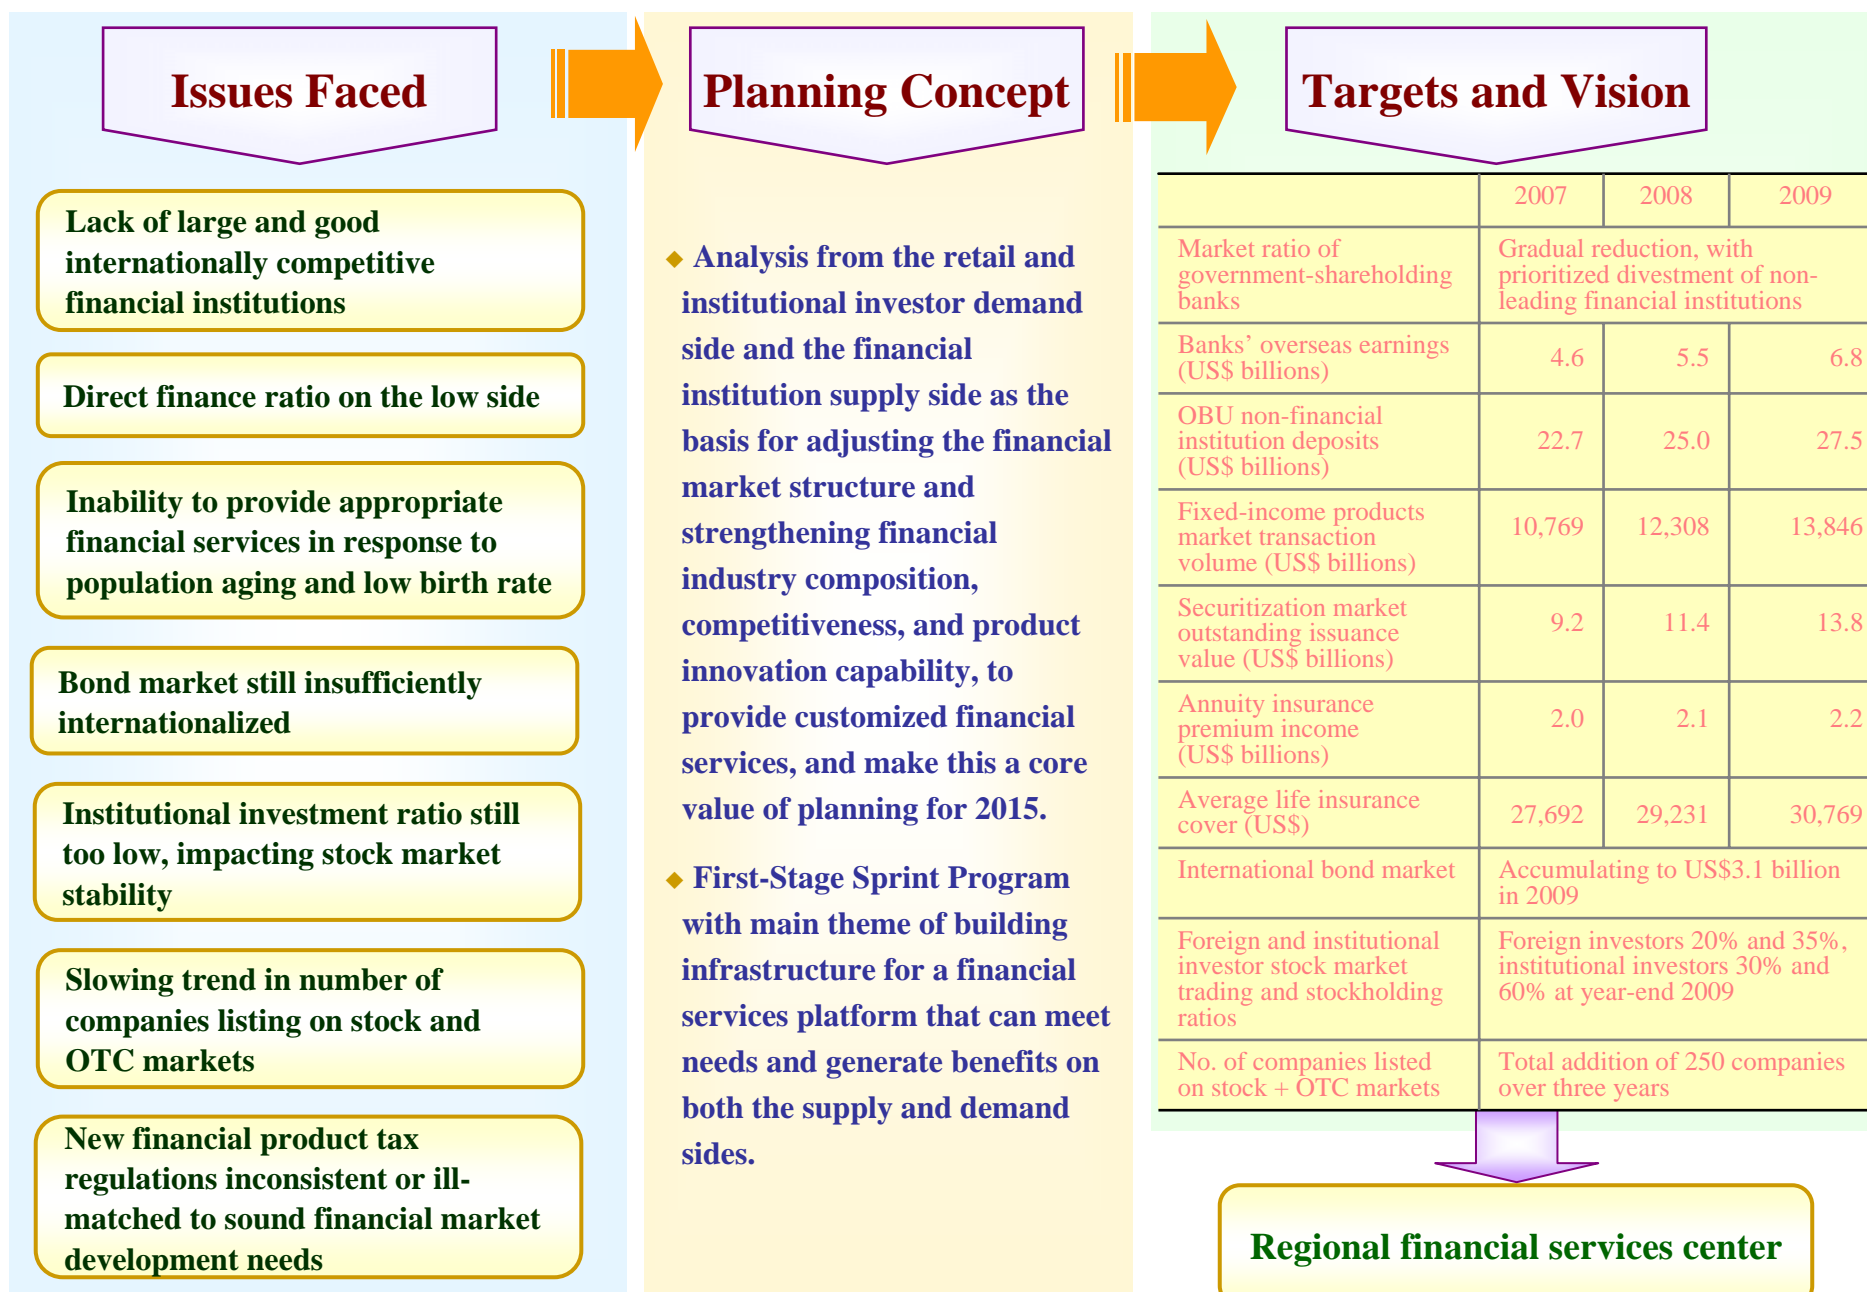 Issues Faced
Lack of large and good
internationally competitive
financial institutions
Direct finance ratio on the low side
Inability to provide appropriate
financial services in response to
population aging and low birth rate
Bond market still insufficiently
internationalized
Institutional investment ratio still
too low, impacting stock market
stability
Slowing trend in number of
companies listing on stock and
OTC markets
New financial product tax
regulations inconsistent or ill-
matched to sound financial market
development needs
Planning Concept
◆ Analysis from the retail and
institutional investor demand
side and the financial
institution supply side as the
basis for adjusting the financial
market structure and
strengthening financial
industry composition,
competitiveness, and product
innovation capability, to
provide customized financial
services, and make this a core
value of planning for 2015.
◆ First-Stage Sprint Program
with main theme of building
infrastructure for a financial
services platform that can meet
needs and generate benefits on
both the supply and demand
sides.
Targets and Vision
2007 2008 2009
Market ratio of
government-shareholding
banks
Gradual reduction, with
prioritized divestment of non-
leading financial institutions
Banks’ overseas earnings
(US$ billions)
4.6 5.5 6.8
OBU non-financial
institution deposits
(US$ billions)
22.7 25.0 27.5
Fixed-income products
market transaction
volume (US$ billions)
10,769 12,308 13,846
Securitization market
outstanding issuance
value (US$ billions)
9.2 11.4 13.8
Annuity insurance
premium income
(US$ billions)
2.0 2.1 2.2
Average life insurance
cover (US$)
27,692 29,231 30,769
International bond market
Accumulating to US$3.1 billion
in 2009
Foreign and institutional
investor stock market
trading and stockholding
ratios
Foreign investors 20% and 35%,
institutional investors 30% and
60% at year-end 2009
No. of companies listed
on stock + OTC markets
Total addition of 250 companies
over three years
Regional financial services center